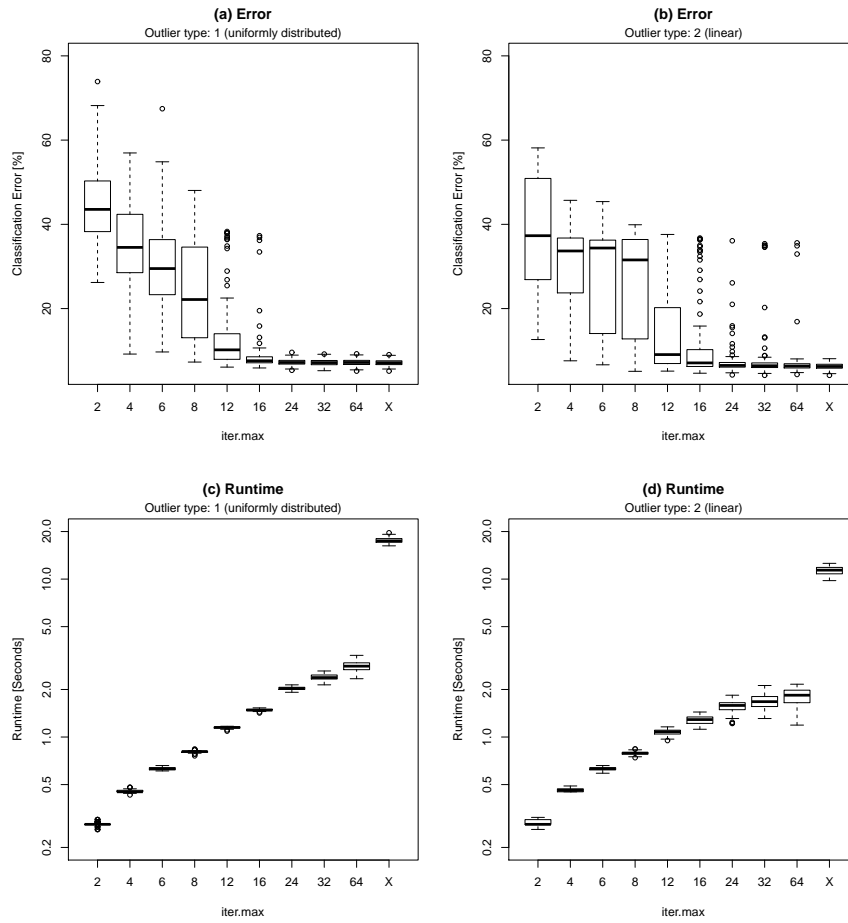 (a) Error
Outlier type: 1 (uniformly distributed)
Classification Error [%]
80
60
40
20
2 4 6 8 12 16 24 32 64 X
iter.max
(b) Error
Outlier type: 2 (linear)
Classification Error [%]
80
60
40
20
2 4 6 8 12 16 24 32 64 X
iter.max
(c) Runtime
Outlier type: 1 (uniformly distributed)
Runtime [Seconds]
20.0
10.0
5.0
2.0
1.0
0.5
0.2
2 4 6 8 12 16 24 32 64 X
iter.max
(d) Runtime
Outlier type: 2 (linear)
Runtime [Seconds]
20.0
10.0
5.0
2.0
1.0
0.5
0.2
2 4 6 8 12 16 24 32 64 X
iter.max